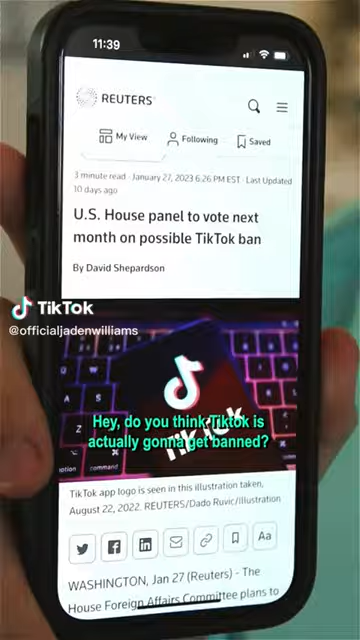 11:39
REUTERS
My View
Following
Saved
3 minute read · January 27, 2023 6:26 PM EST · Last Updated
10 days ago
U.S. House panel to vote next
month on possible TikTok ban
By David Shepardson
TikTok
@officialjadenwilliams
TikTok
Hey, do you think Tiktok is
actually gonna get banned?
Z
option
command
TikTok app logo is seen in this illustration taken,
August 22, 2022. REUTERS/Dado Ruvic/Illustration
Aa
WASHINGTON, Jan 27 (Reuters) - The
House Foreign Affairs Committee plans to